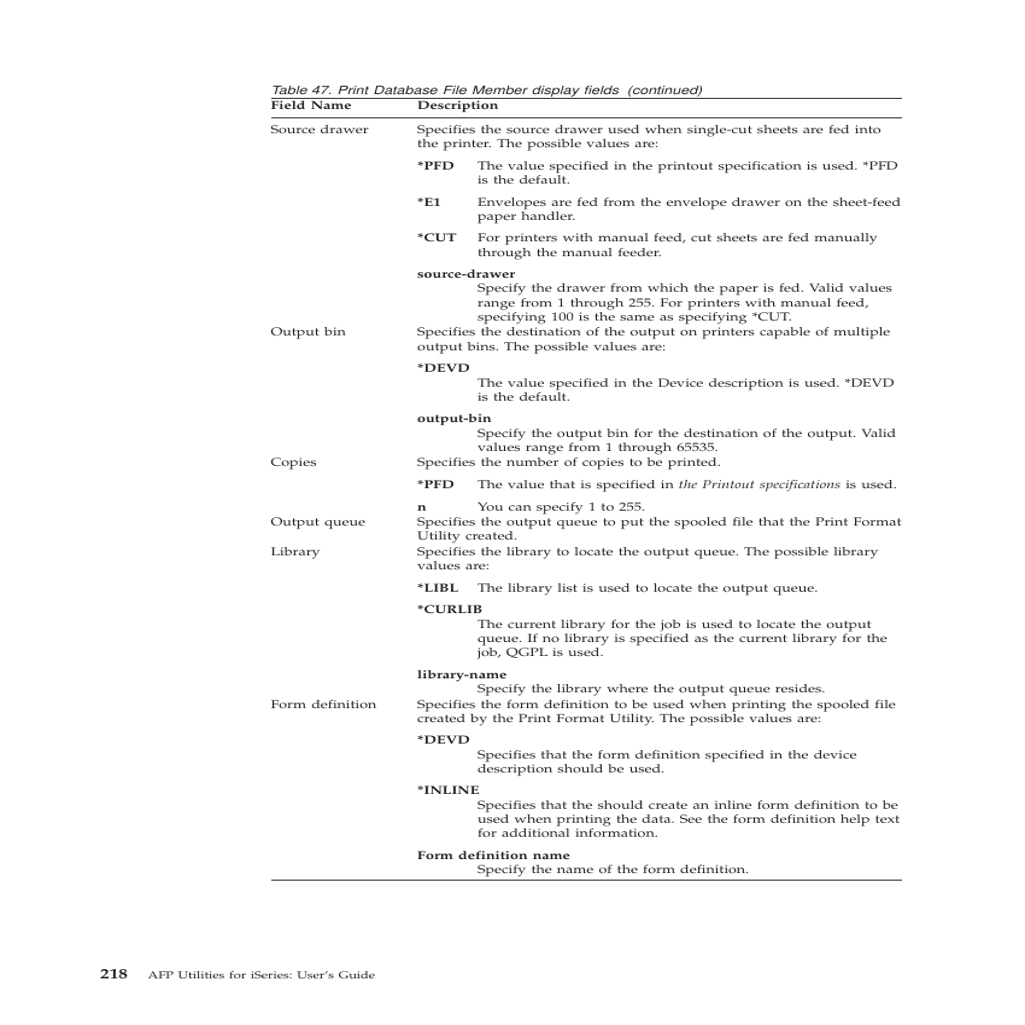 Table 47. Print Database File Member display fields (continued)
Field Name Description
Source drawer Specifies the source drawer used when single-cut sheets are fed into
the printer. The possible values are:
*PFD The value specified in the printout specification is used. *PFD
is the default.
*E1 Envelopes are fed from the envelope drawer on the sheet-feed
paper handler.
*CUT For printers with manual feed, cut sheets are fed manually
through the manual feeder.
source-drawer
Specify the drawer from which the paper is fed. Valid values
range from 1 through 255. For printers with manual feed,
specifying 100 is the same as specifying *CUT.
Output bin Specifies the destination of the output on printers capable of multiple
output bins. The possible values are:
*DEVD
The value specified in the Device description is used. *DEVD
is the default.
output-bin
Specify the output bin for the destination of the output. Valid
values range from 1 through 65535.
Copies Specifies the number of copies to be printed.
*PFD The value that is specified in the Printout specifications is used.
n You can specify 1 to 255.
Output queue Specifies the output queue to put the spooled file that the Print Format
Utility created.
Library Specifies the library to locate the output queue. The possible library
values are:
*LIBL The library list is used to locate the output queue.
*CURLIB
The current library for the job is used to locate the output
queue. If no library is specified as the current library for the
job, QGPL is used.
library-name
Specify the library where the output queue resides.
Form definition Specifies the form definition to be used when printing the spooled file
created by the Print Format Utility. The possible values are:
*DEVD
Specifies that the form definition specified in the device
description should be used.
*INLINE
Specifies that the should create an inline form definition to be
used when printing the data. See the form definition help text
for additional information.
Form definition name
Specify the name of the form definition.
218 AFP Utilities for iSeries: User's Guide